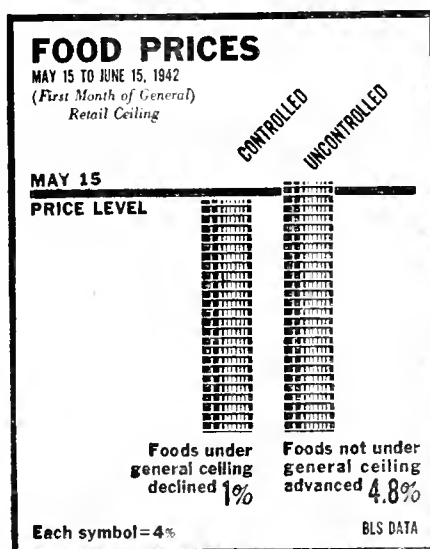 FOOD PRICES
MAY 15 TO JUNE 15, 1942
(First Month of General)
Retail Ceiling
CONTROLLED
UNCONTROLLED
MAY 15
PRICE LEVEL
Foods under
general ceiling
declined 1%
Foods not under
general ceiling
advanced 4.8%
Each symbol=4%
BLS DATA